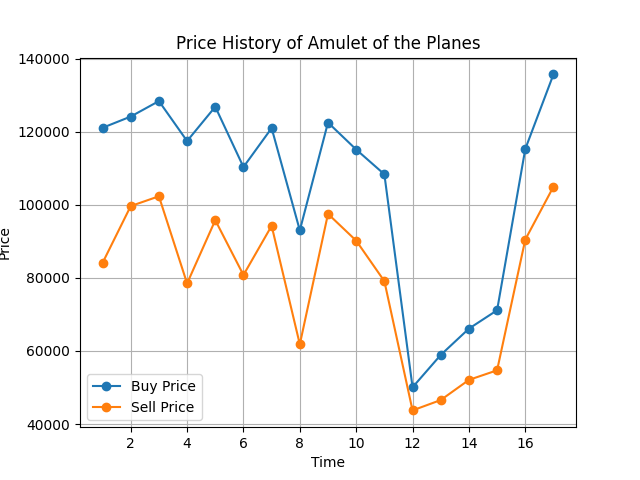 Price History of Amulet of the Planes
140000
120000
100000
80000
60000
40000
Price
Buy Price
Sell Price
2 4 6 8 10 12 14 16
Time